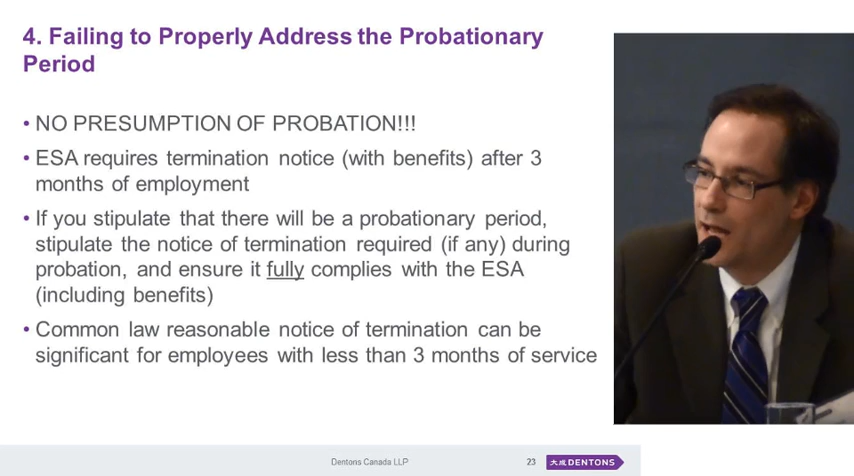 4. Failing to Properly Address the Probationary
Period
• NO PRESUMPTION OF PROBATION!!!
• ESA requires termination notice (with benefits) after 3
months of employment
• If you stipulate that there will be a probationary period,
stipulate the notice of termination required (if any) during
probation, and ensure it fully complies with the ESA
(including benefits)
• Common law reasonable notice of termination can be
significant for employees with less than 3 months of service
Dentons Canada LLP
23
大成 DENTONS